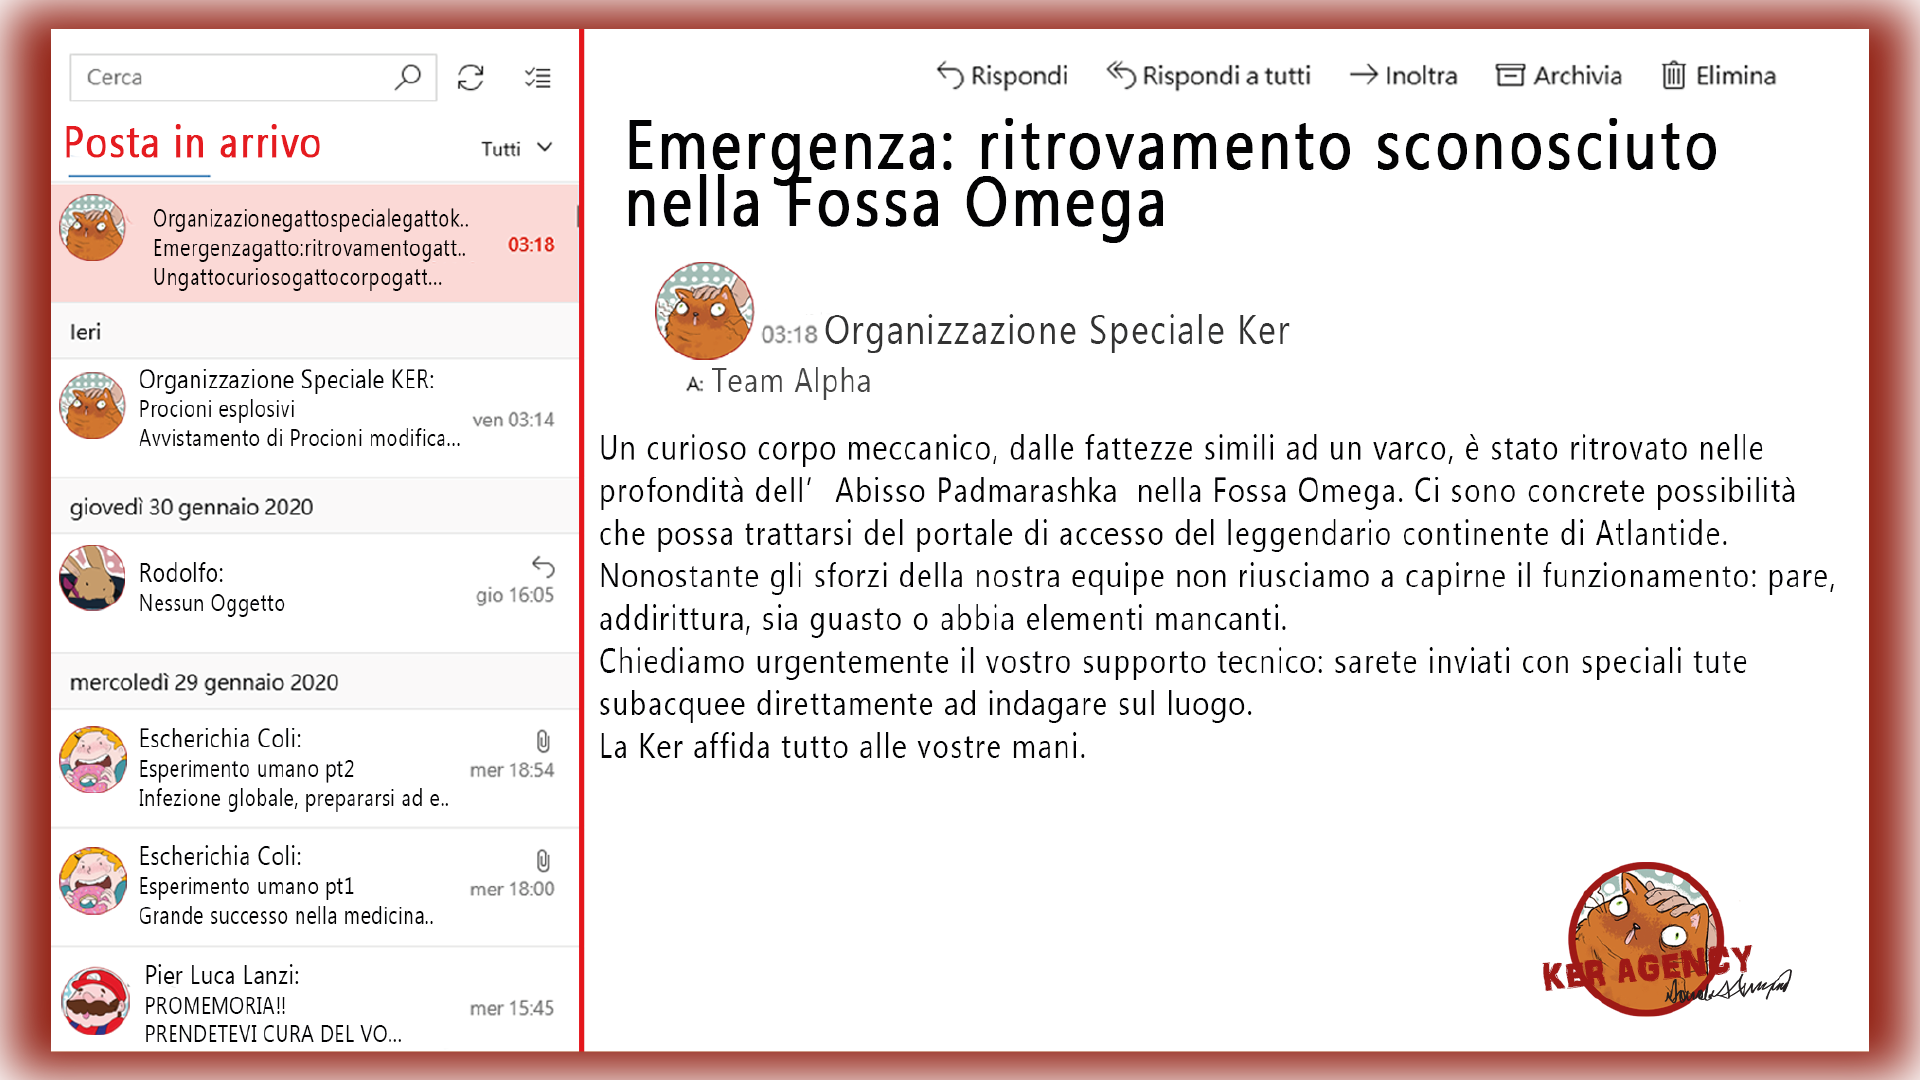 Cerca
Posta in arrivo
Tutti
Organizazionegattospecialegattok..
Emergenzagatto:ritrovamentogatt..
Ungattocuriosogattocorpogatt...
03:18
Ieri
Organizzazione Speciale KER:
Procioni esplosivi
Avvistamento di Procioni modifica...
ven 03:14
giovedì 30 gennaio 2020
Rodolfo:
Nessun Oggetto
gio 16:05
mercoledì 29 gennaio 2020
Escherichia Coli:
Esperimento umano pt2
Infezione globale, prepararsi ad e..
mer 18:54
Escherichia Coli:
Esperimento umano pt1
Grande successo nella medicina..
mer 18:00
Pier Luca Lanzi:
PROMEMORIA!!
PRENDETEVI CURA DEL VO...
mer 15:45
Rispondi Rispondi a tutti Inoltra Archivia Elimina
Emergenza: ritrovamento sconosciuto
nella Fossa Omega
03:18 Organizzazione Speciale Ker
A: Team Alpha
Un curioso corpo meccanico, dalle fattezze simili ad un varco, è stato ritrovato nelle
profondità dell' Abisso Padmarashka nella Fossa Omega. Ci sono concrete possibilità
che possa trattarsi del portale di accesso del leggendario continente di Atlantide.
Nonostante gli sforzi della nostra equipe non riusciamo a capirne il funzionamento: pare,
addirittura, sia guasto o abbia elementi mancanti.
Chiediamo urgentemente il vostro supporto tecnico: sarete inviati con speciali tute
subacquee direttamente ad indagare sul luogo.
La Ker affida tutto alle vostre mani.
KER AGENCY